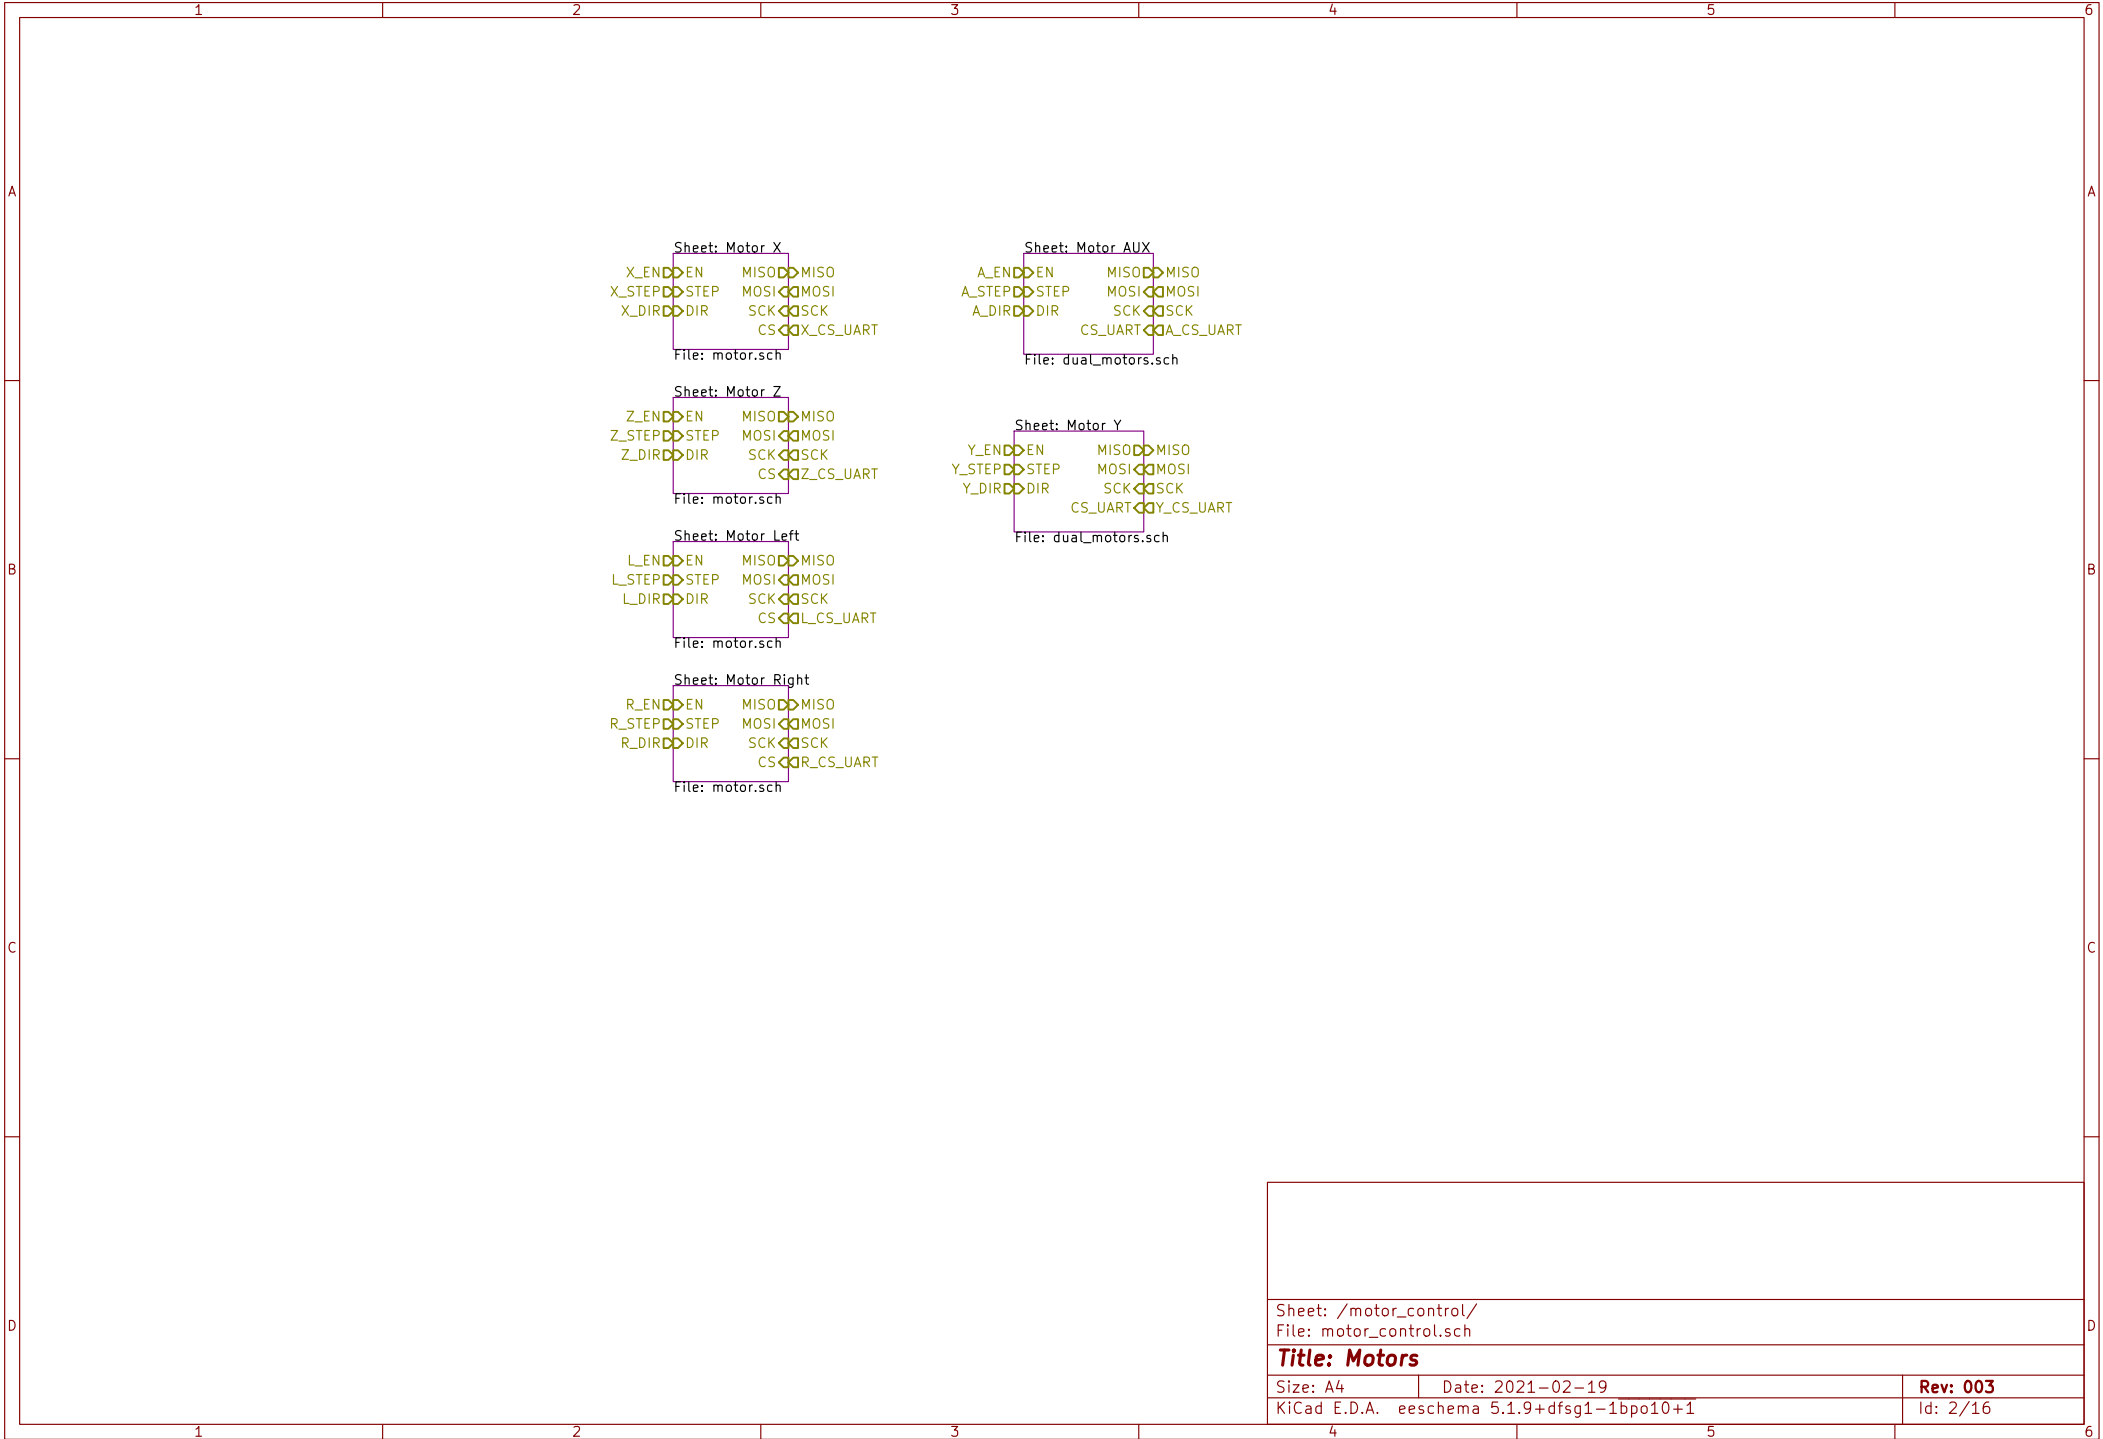 1 2 3 4 5 6
A A
Sheet: Motor X
X_EN EN MISO MISO
X_STEP STEP MOSI MOSI
X_DIR DIR SCK SCK
CS X_CS_UART
File: motor.sch
Sheet: Motor AUX
A_EN EN MISO MISO
A_STEP STEP MOSI MOSI
A_DIR DIR SCK SCK
CS_UART A_CS_UART
File: dual_motors.sch
Sheet: Motor Z
Z_EN EN MISO MISO
Z_STEP STEP MOSI MOSI
Z_DIR DIR SCK SCK
CS Z_CS_UART
File: motor.sch
Sheet: Motor Y
Y_EN EN MISO MISO
Y_STEP STEP MOSI MOSI
Y_DIR DIR SCK SCK
CS_UART Y_CS_UART
File: dual_motors.sch
B B
Sheet: Motor Left
L_EN EN MISO MISO
L_STEP STEP MOSI MOSI
L_DIR DIR SCK SCK
CS L_CS_UART
File: motor.sch
Sheet: Motor Right
R_EN EN MISO MISO
R_STEP STEP MOSI MOSI
R_DIR DIR SCK SCK
CS R_CS_UART
File: motor.sch
C C
D D
Sheet: /motor_control/
File: motor_control.sch
Title: Motors
Size: A4 Date: 2021-02-19 Rev: 003
KiCad E.D.A. eeschema 5.1.9+dfsg1-1~bpo10+1 Id: 2/16
1 2 3 4 5 6